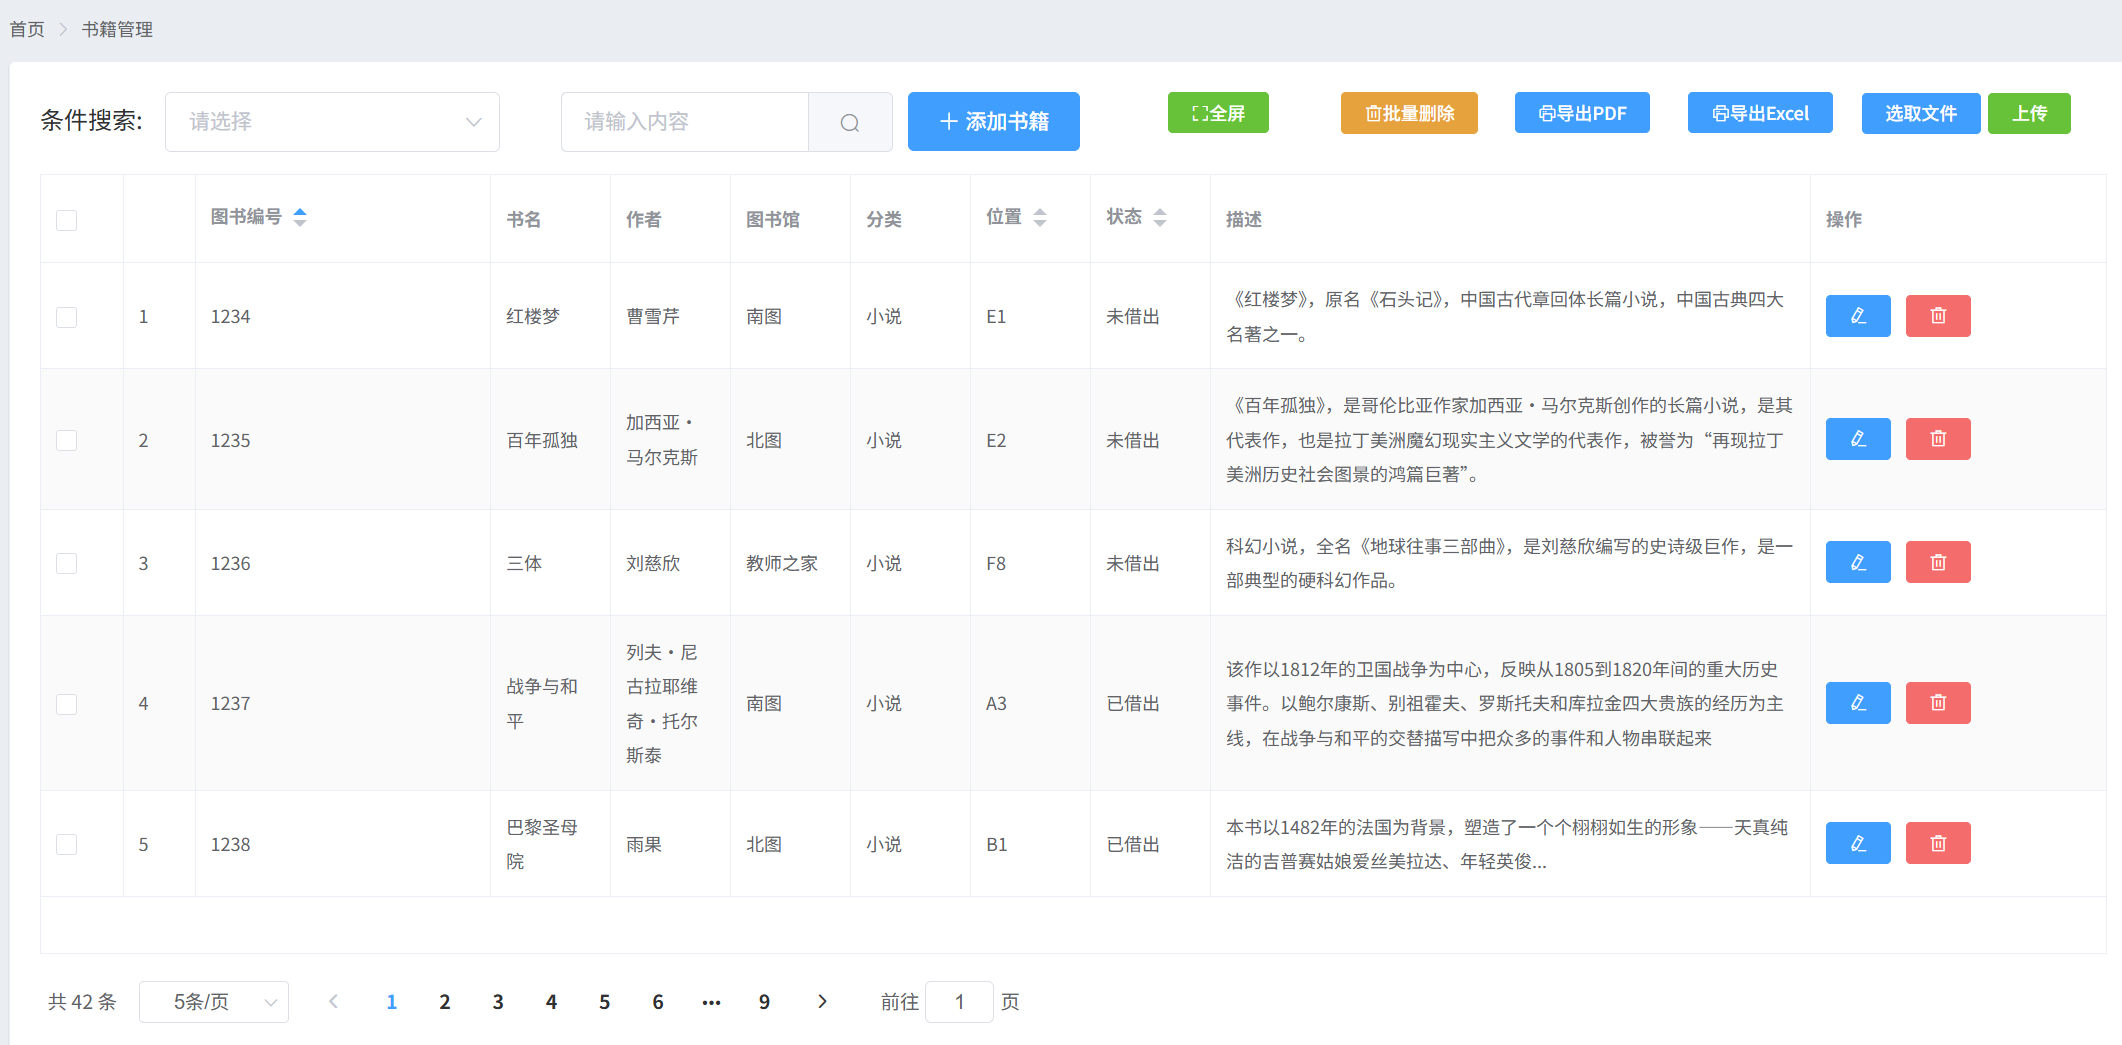 首页 书籍管理
条件搜索: 请选择 请输入内容 添加书籍 全屏 批量删除 导出PDF 导出Excel 选取文件 上传
图书编号 书名 作者 图书馆 分类 位置 状态 描述 操作
1 1234 红楼梦 曹雪芹 南图 小说 E1 未借出
《红楼梦》，原名《石头记》，中国古代章回体长篇小说，中国古典四大
名著之一。
2 1235 百年孤独
加西亚・
马尔克斯
北图 小说 E2 未借出
《百年孤独》，是哥伦比亚作家加西亚・马尔克斯创作的长篇小说，是其
代表作，也是拉丁美洲魔幻现实主义文学的代表作，被誉为“再现拉丁
美洲历史社会图景的鸿篇巨著”。
3 1236 三体 刘慈欣 教师之家 小说 F8 未借出
科幻小说，全名《地球往事三部曲》，是刘慈欣编写的史诗级巨作，是一
部典型的硬科幻作品。
4 1237
战争与和
平
列夫・尼
古拉耶维
奇・托尔
斯泰
南图 小说 A3 已借出
该作以1812年的卫国战争为中心，反映从1805到1820年间的重大历史
事件。以鲍尔康斯、别祖霍夫、罗斯托夫和库拉金四大贵族的经历为主
线，在战争与和平的交替描写中把众多的事件和人物串联起来
5 1238
巴黎圣母
院
雨果 北图 小说 B1 已借出
本书以1482年的法国为背景，塑造了一个个栩栩如生的形象——天真纯
洁的吉普赛姑娘爱丝美拉达、年轻英俊...
共 42 条 5条/页 1 2 3 4 5 6 ••• 9 前往 1 页